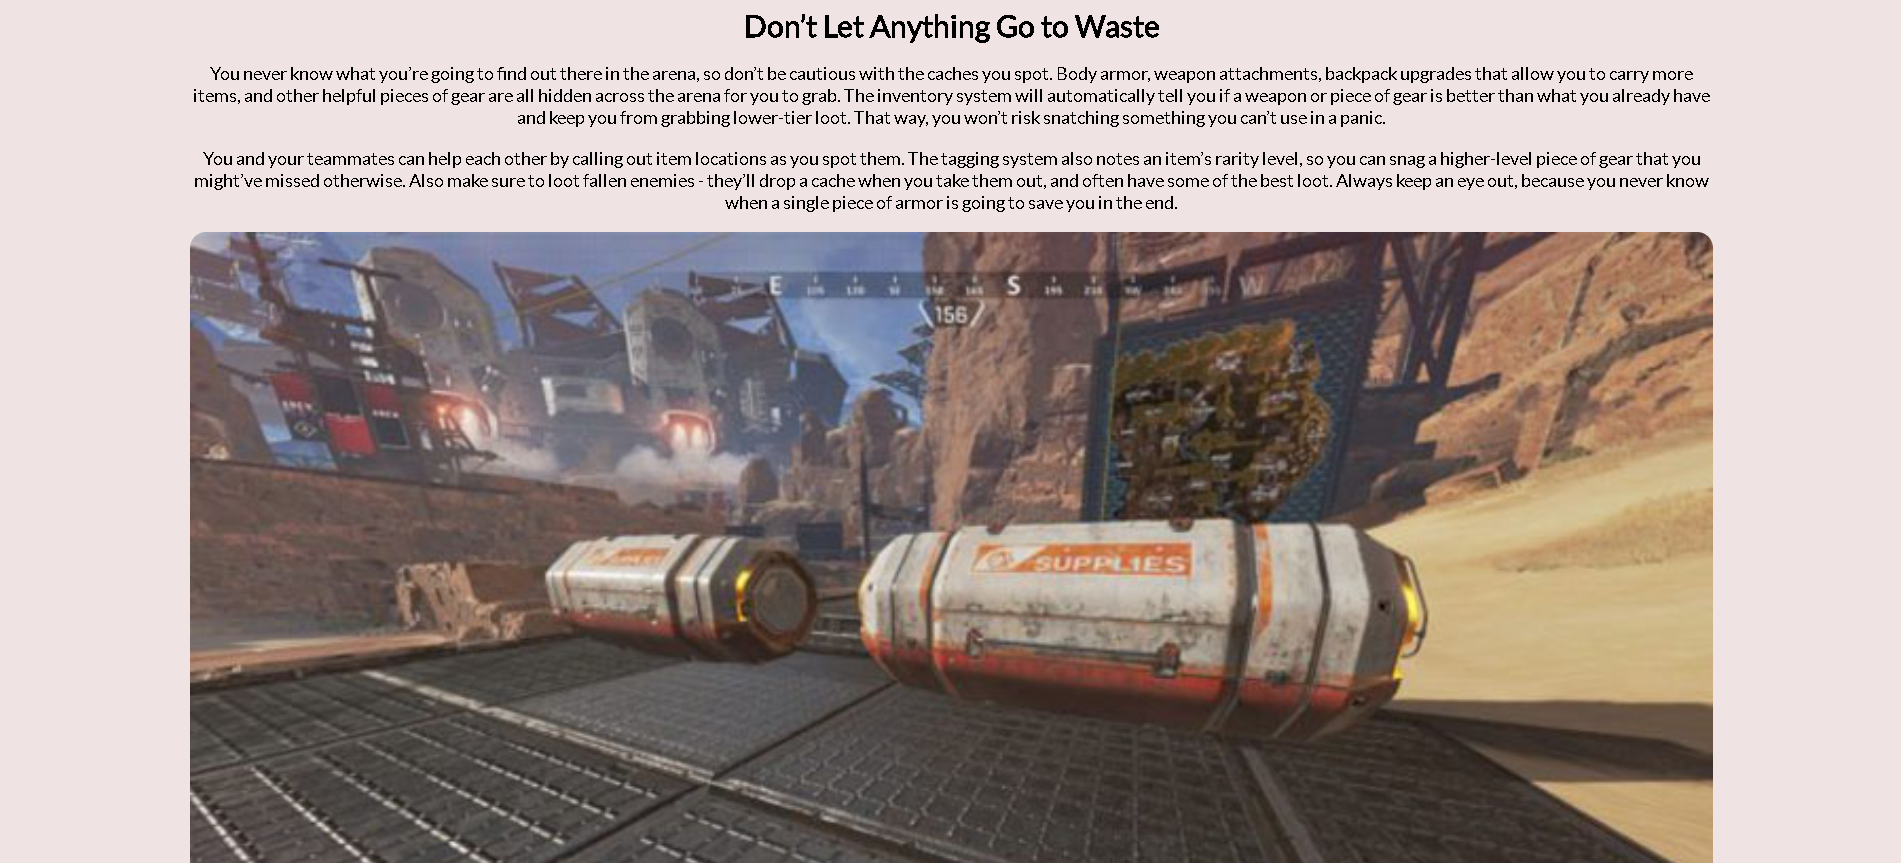 Don’t Let Anything Go to Waste
You never know what you’re going to find out there in the arena, so don’t be cautious with the caches you spot. Body armor, weapon attachments, backpack upgrades that allow you to carry more
items, and other helpful pieces of gear are all hidden across the arena for you to grab. The inventory system will automatically tell you if a weapon or piece of gear is better than what you already have
and keep you from grabbing lower-tier loot. That way, you won’t risk snatching something you can’t use in a panic.
You and your teammates can help each other by calling out item locations as you spot them. The tagging system also notes an item’s rarity level, so you can snag a higher-level piece of gear that you
might’ve missed otherwise. Also make sure to loot fallen enemies - they’ll drop a cache when you take them out, and often have some of the best loot. Always keep an eye out, because you never know
when a single piece of armor is going to save you in the end.
E 105 120 150 165 S 195 210 W
156
SUPPLIES
SUPPLIES